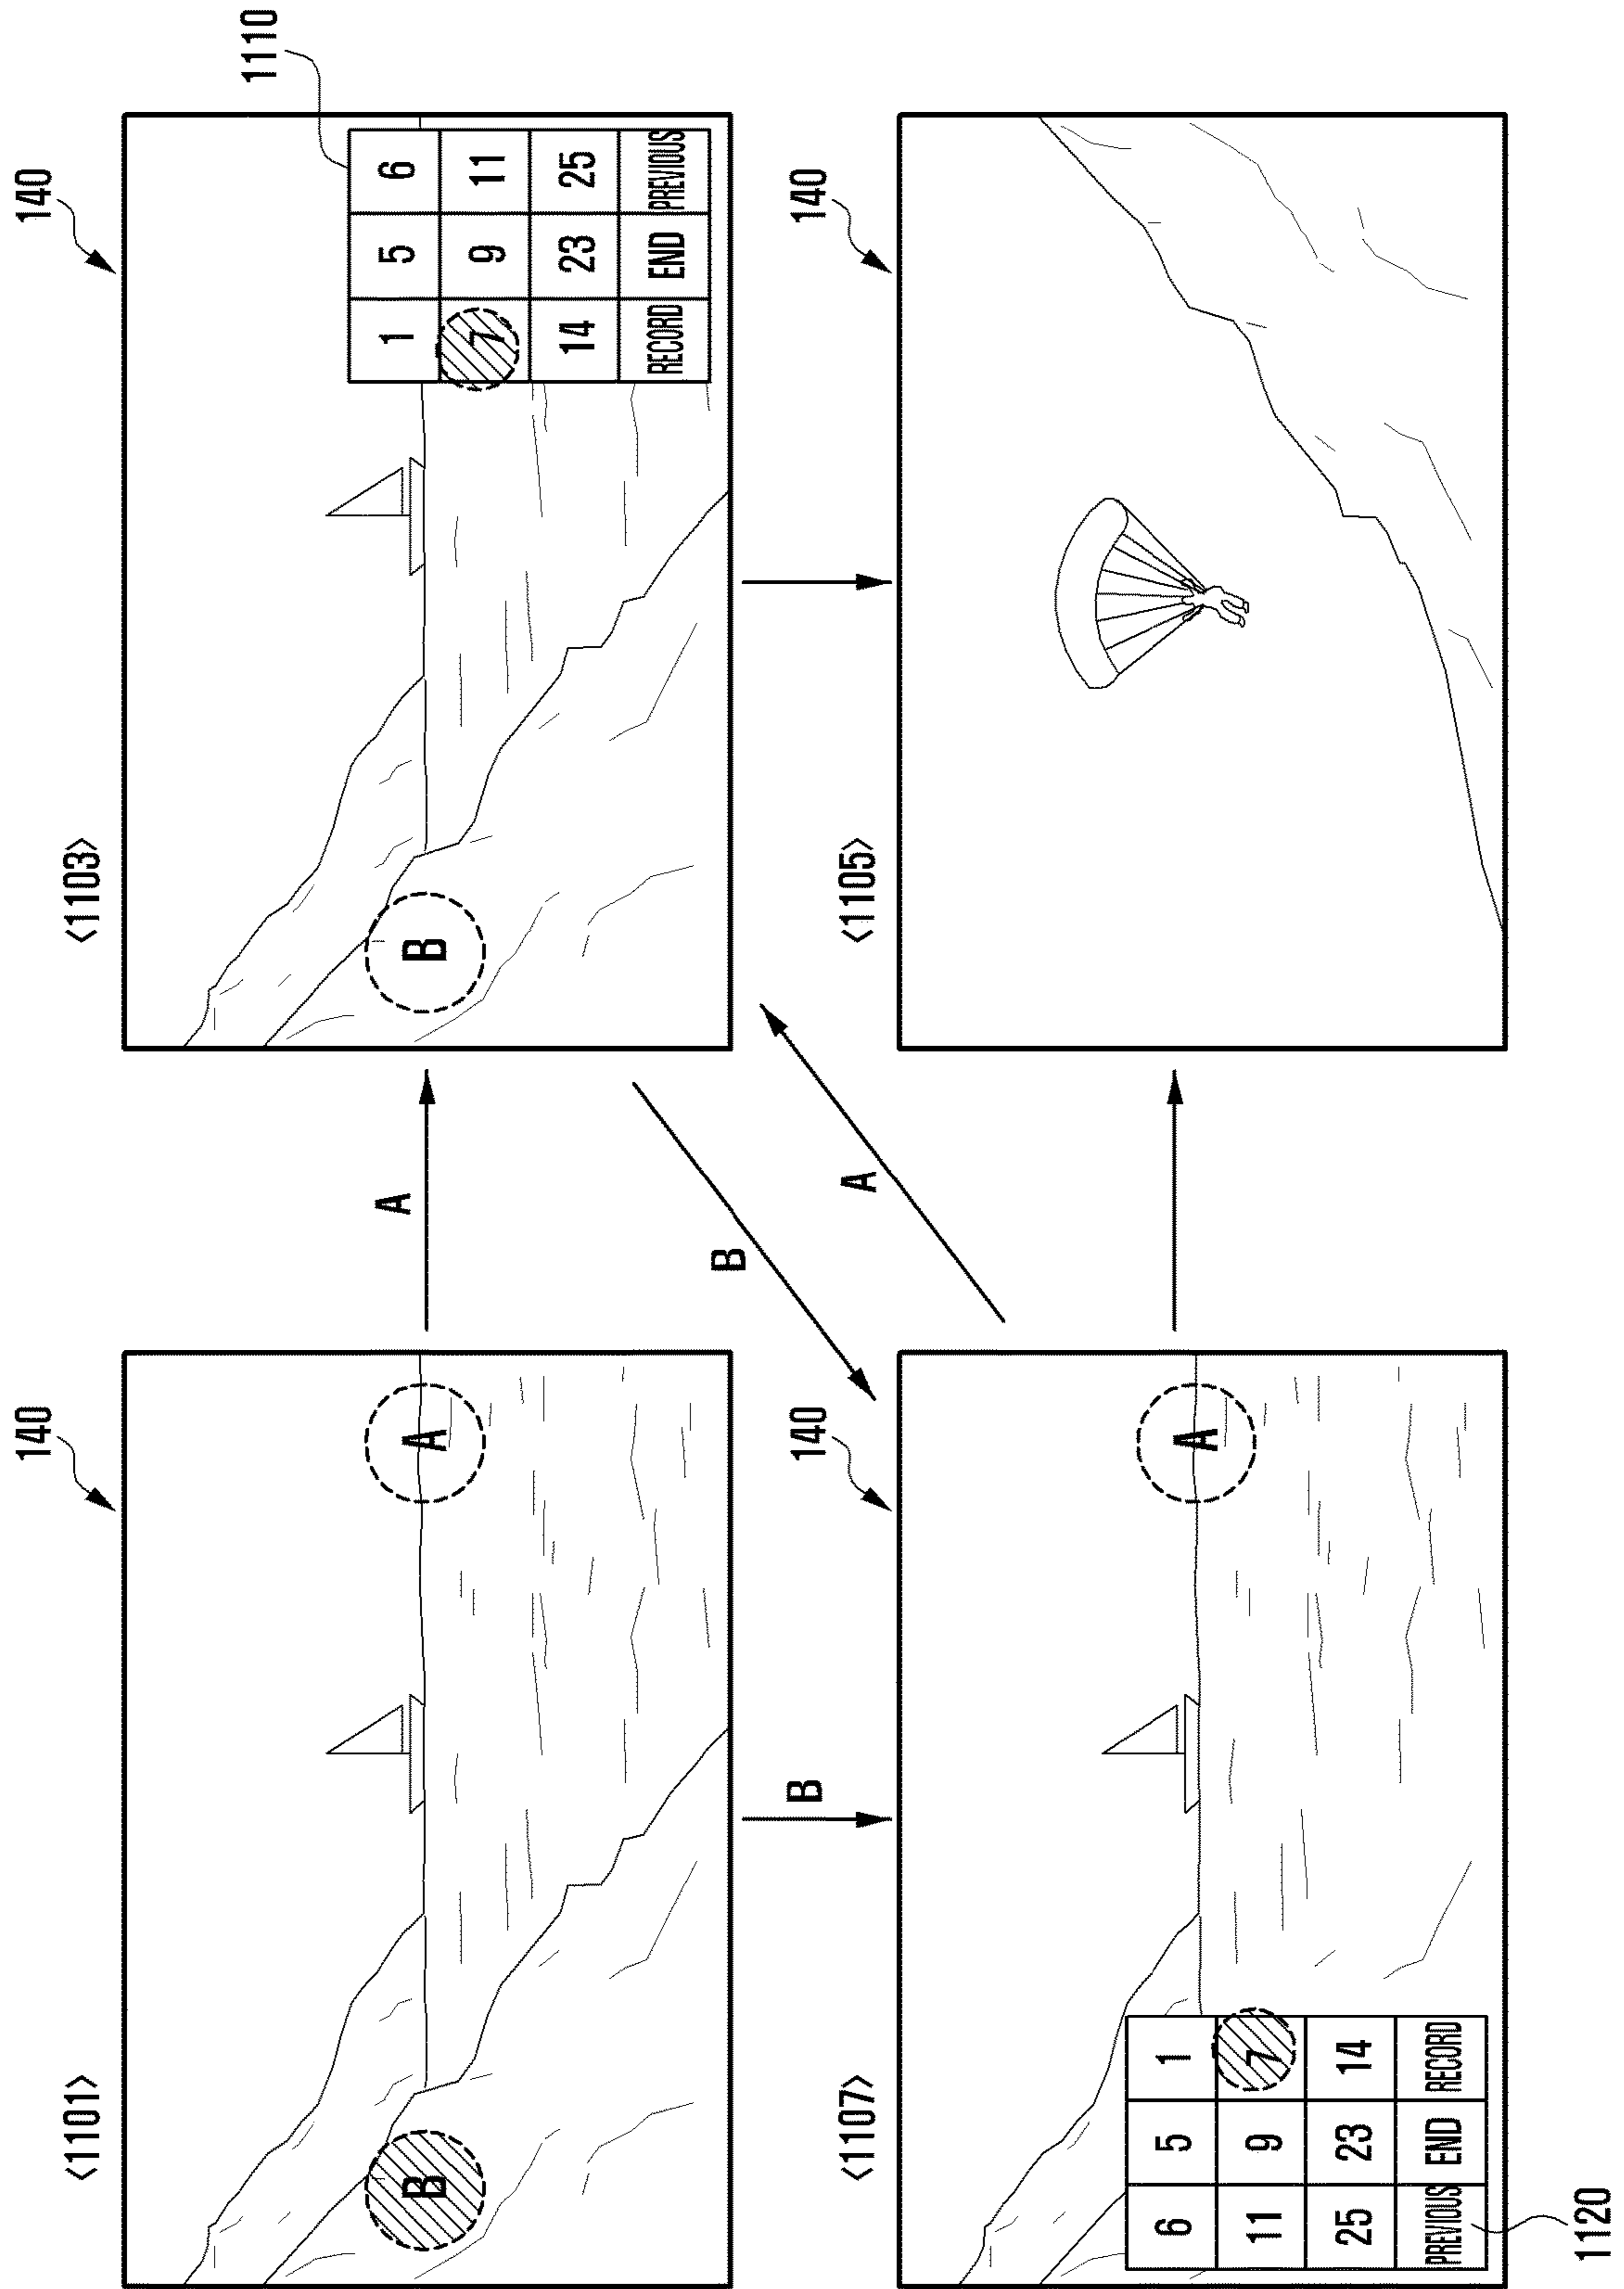 <1101>
140
B
A
A
<1103>
140
1110
B
1 5 6
7 9 11
14 23 25
RECORD END PREVIOUS
B
B
A
<1107>
140
A
6 5 1
11 9 7
25 23 14
PREVIOUS END RECORD
1120
<1105>
140